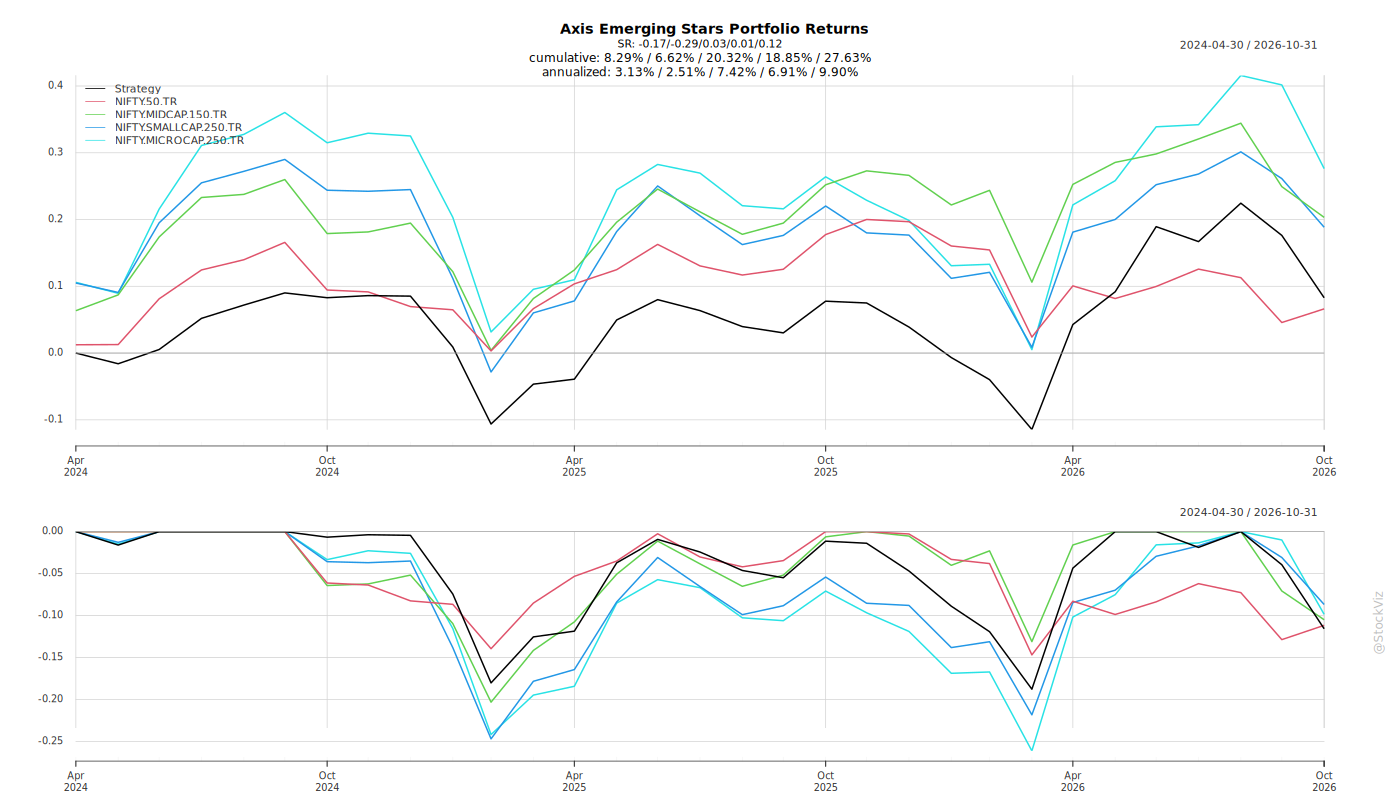 Axis Emerging Stars Portfolio Returns
SR: -0.17/-0.29/0.03/0.01/0.12
cumulative: 8.29% / 6.62% / 20.32% / 18.85% / 27.63%
annualized: 3.13% / 2.51% / 7.42% / 6.91% / 9.90%
2024-04-30 / 2026-10-31
Strategy
NIFTY.50.TR
NIFTY.MIDCAP.150.TR
NIFTY.SMALLCAP.250.TR
NIFTY.MICROCAP.250.TR
0.4
0.3
0.2
0.1
0.0
-0.1
Apr 2024
Oct 2024
Apr 2025
Oct 2025
Apr 2026
Oct 2026
2024-04-30 / 2026-10-31
0.00
-0.05
-0.10
-0.15
-0.20
-0.25
Apr 2024
Oct 2024
Apr 2025
Oct 2025
Apr 2026
Oct 2026
@StockViz